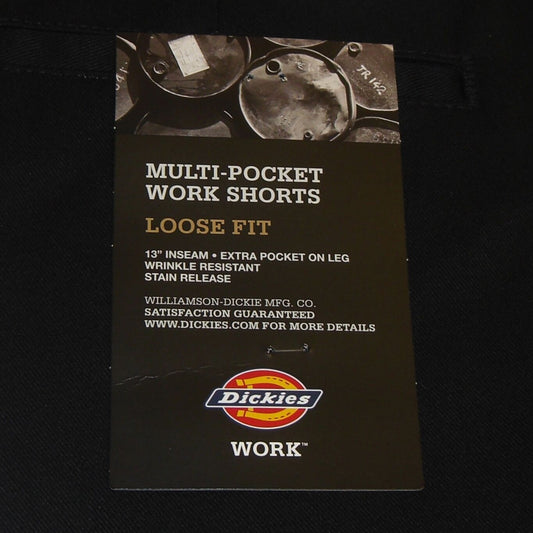 TR 142
MULTI-POCKET
WORK SHORTS
LOOSE FIT
13” INSEAM • EXTRA POCKET ON LEG
WRINKLE RESISTANT
STAIN RELEASE
WILLIAMSON-DICKIE MFG. CO.
SATISFACTION GUARANTEED
WWW.DICKIES.COM FOR MORE DETAILS
Dickies
WORK™